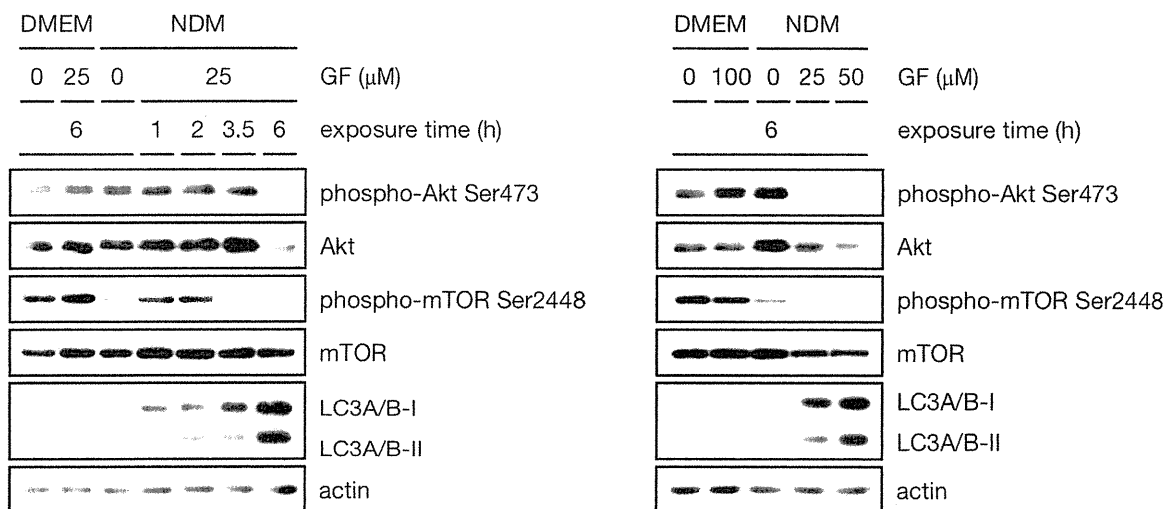 DMEM NDM
0 25 0 25 GF (μM)
6 1 2 3.5 6 exposure time (h)
phospho-Akt Ser473
Akt
phospho-mTOR Ser2448
mTOR
LC3A/B-I
LC3A/B-II
actin
DMEM NDM
0 100 0 25 50 GF (μM)
6 exposure time (h)
phospho-Akt Ser473
Akt
phospho-mTOR Ser2448
mTOR
LC3A/B-I
LC3A/B-II
actin